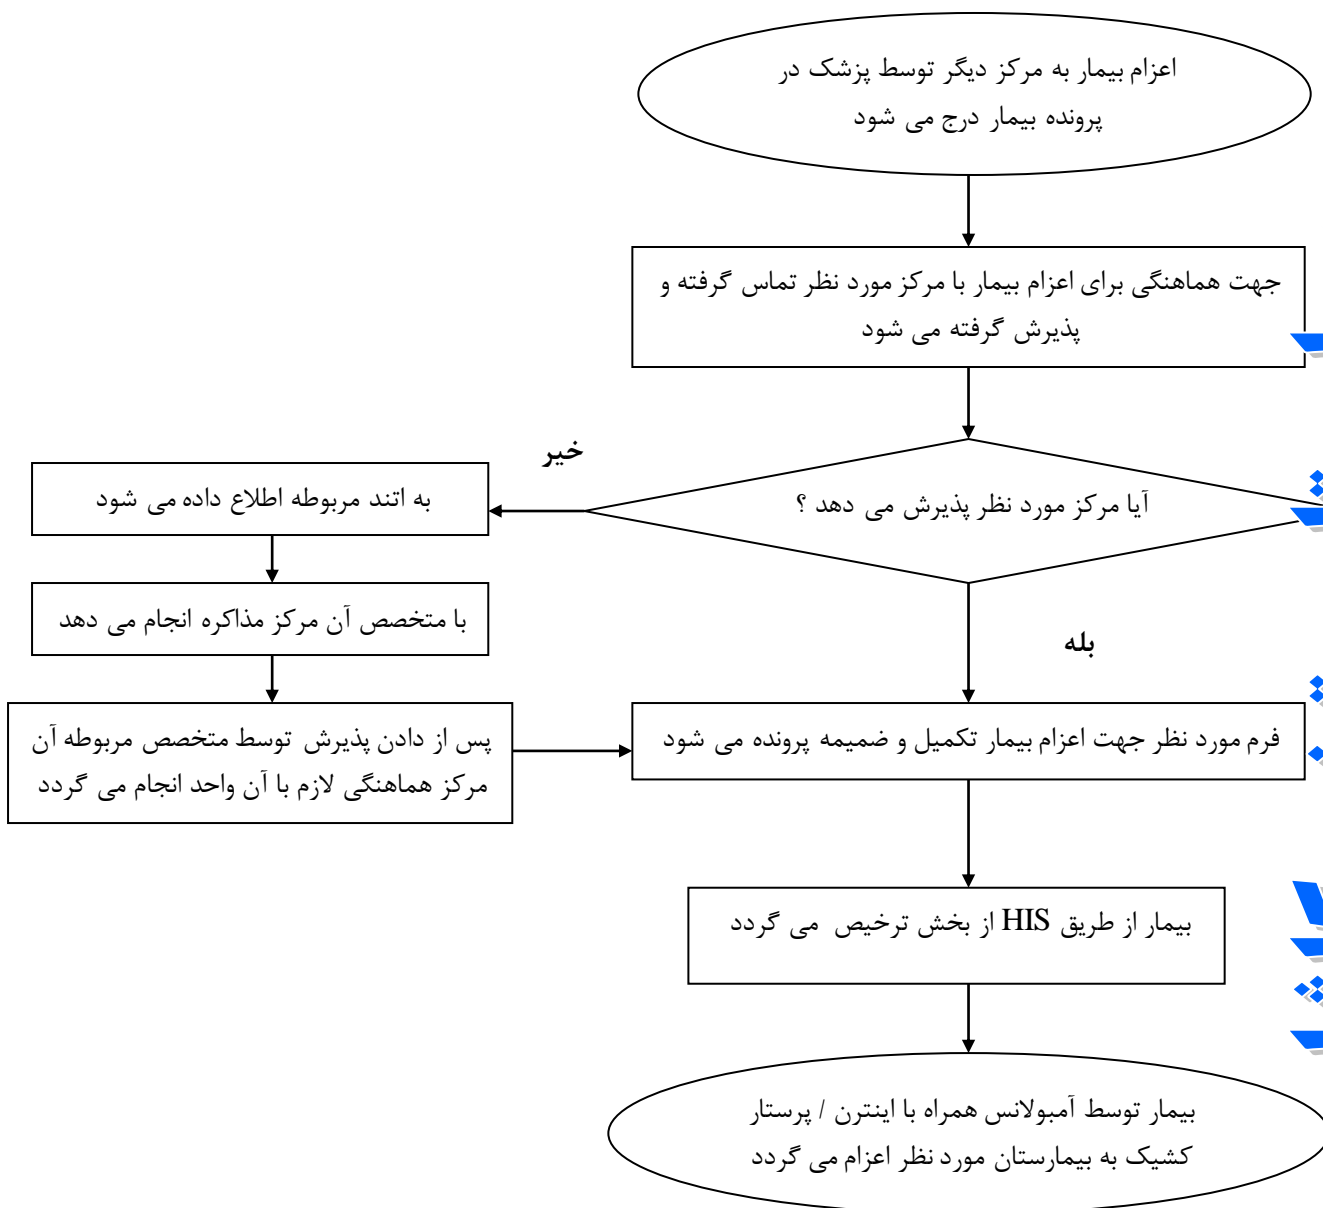 اعزام بیمار به مرکز دیگر توسط پزشک در
پرونده بیمار درج می شود
جهت هماهنگی برای اعزام بیمار با مرکز مورد نظر تماس گرفته و
پذیرش گرفته می شود
آیا مرکز مورد نظر پذیرش می دهد ؟
خیر
به اتند مربوطه اطلاع داده می شود
با متخصص آن مرکز مذاکره انجام می دهد
پس از دادن پذیرش توسط متخصص مربوطه آن
مرکز هماهنگی لازم با آن واحد انجام می گردد
بله
فرم مورد نظر جهت اعزام بیمار تکمیل و ضمیمه پرونده می شود
بیمار از طریق HIS از بخش ترخیص می گردد
بیمار توسط آمبولانس همراه با اینترن / پرستار
کشیک به بیمارستان مورد نظر اعزام می گردد